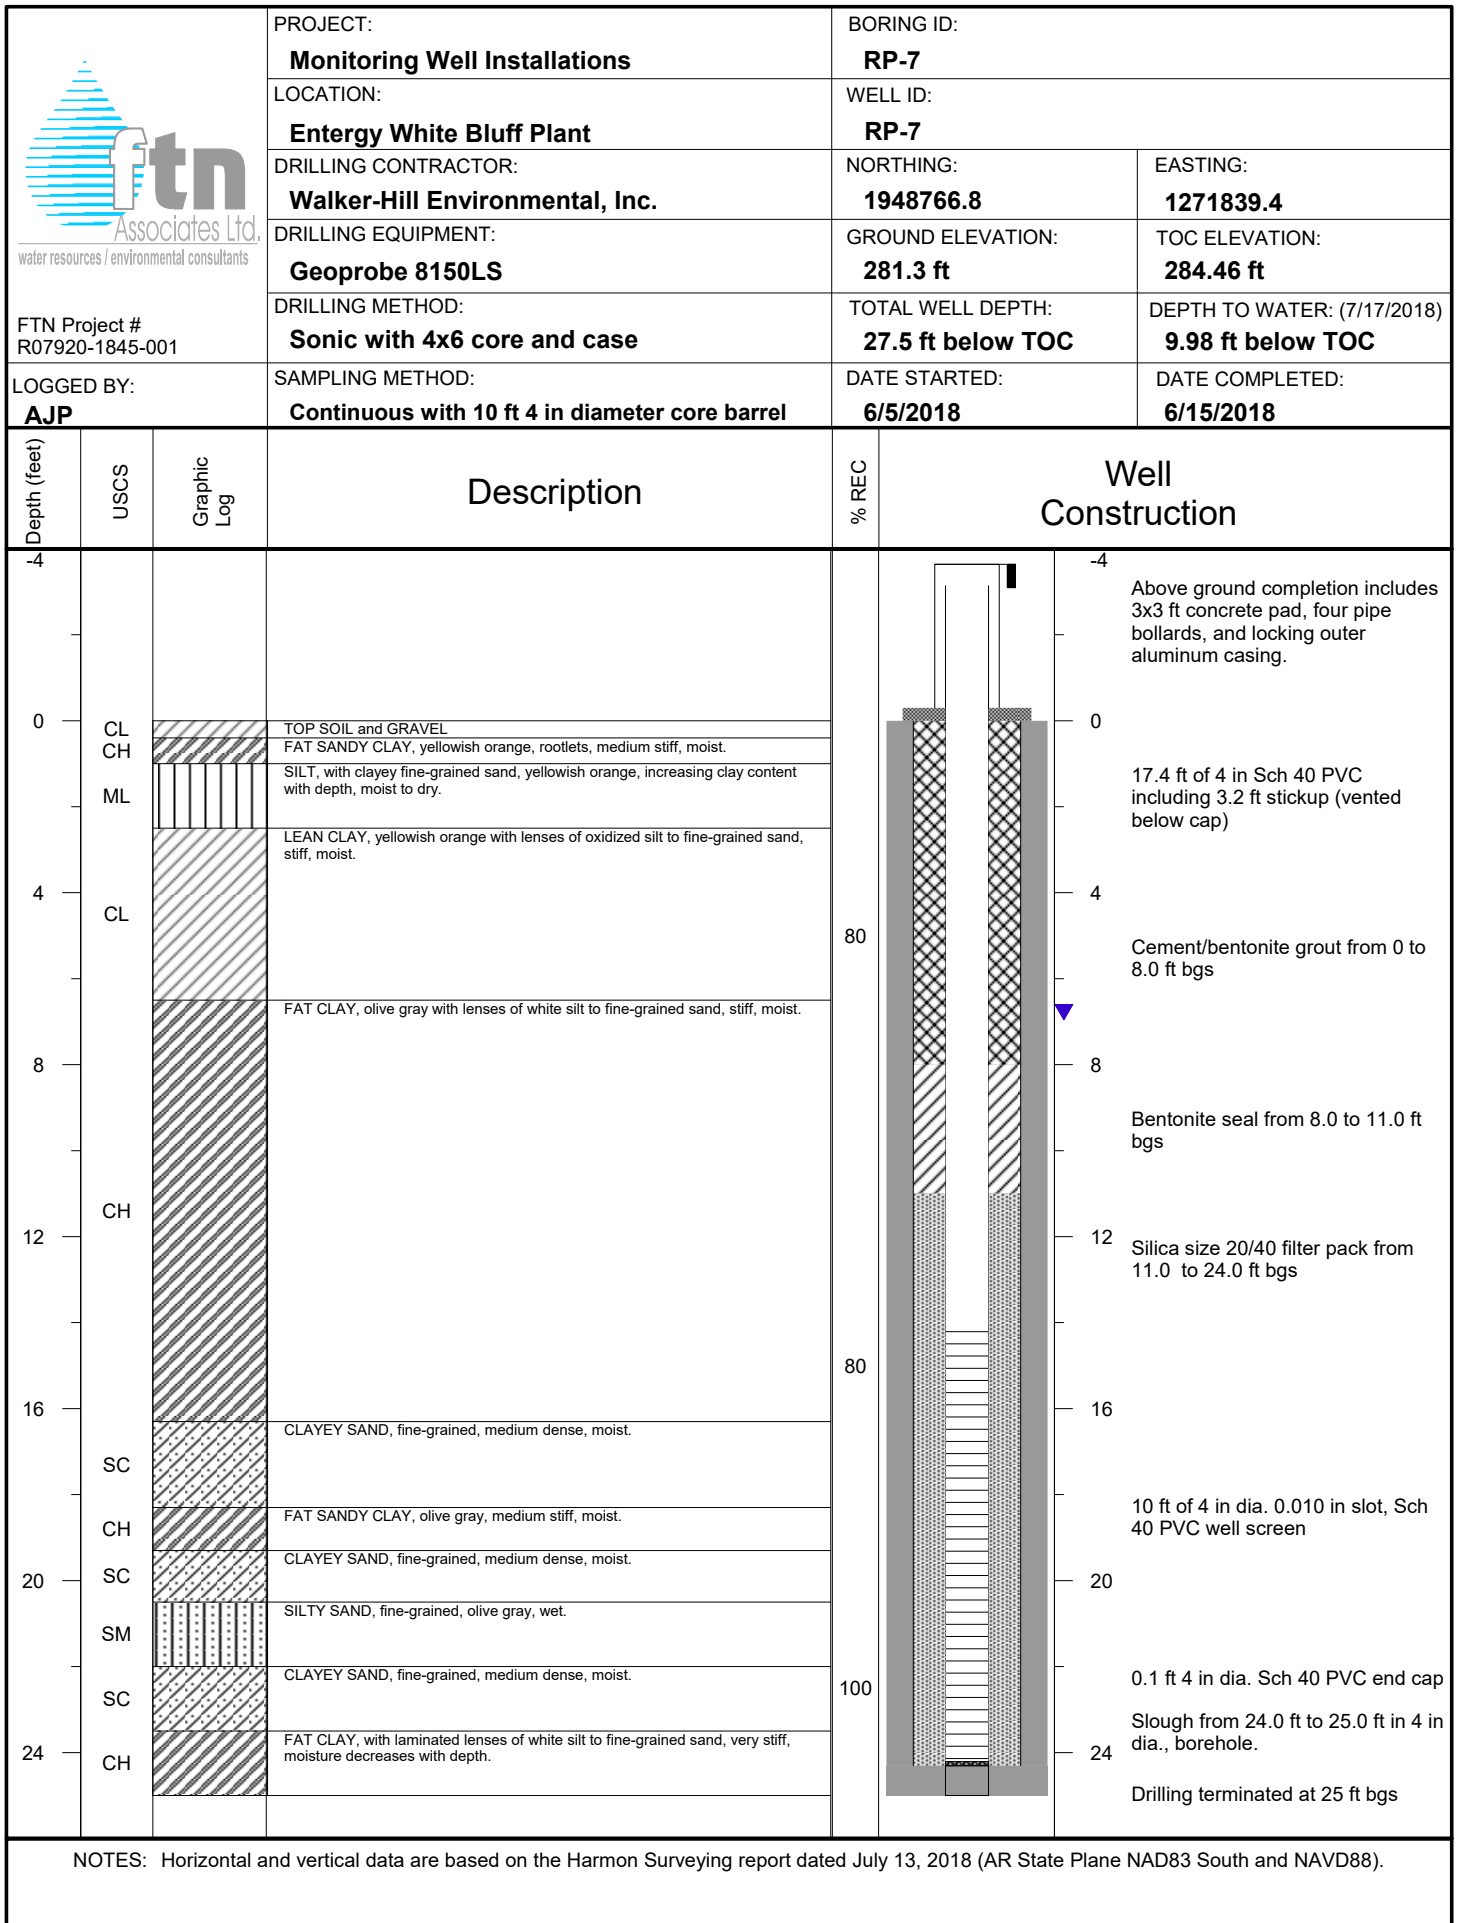 ftn
Associates Ltd.
water resources / environmental consultants
FTN Project #
R07920-1845-001
LOGGED BY:
AJP
PROJECT:
Monitoring Well Installations
LOCATION:
Entergy White Bluff Plant
DRILLING CONTRACTOR:
Walker-Hill Environmental, Inc.
DRILLING EQUIPMENT:
Geoprobe 8150LS
DRILLING METHOD:
Sonic with 4x6 core and case
SAMPLING METHOD:
Continuous with 10 ft 4 in diameter core barrel
BORING ID:
RP-7
WELL ID:
RP-7
NORTHING:
1948766.8
EASTING:
1271839.4
GROUND ELEVATION:
281.3 ft
TOC ELEVATION:
284.46 ft
TOTAL WELL DEPTH:
27.5 ft below TOC
DEPTH TO WATER: (7/17/2018)
9.98 ft below TOC
DATE STARTED:
6/5/2018
DATE COMPLETED:
6/15/2018
Depth (feet)
USCS
Graphic
Log
Description
% REC
Well
Construction
-4
0
4
8
12
16
20
24
CL
CH
ML
CL
CH
SC
CH
SC
SM
SC
CH
TOP SOIL and GRAVEL
FAT SANDY CLAY, yellowish orange, rootlets, medium stiff, moist.
SILT, with clayey fine-grained sand, yellowish orange, increasing clay content
with depth, moist to dry.
LEAN CLAY, yellowish orange with lenses of oxidized silt to fine-grained sand,
stiff, moist.
FAT CLAY, olive gray with lenses of white silt to fine-grained sand, stiff, moist.
CLAYEY SAND, fine-grained, medium dense, moist.
FAT SANDY CLAY, olive gray, medium stiff, moist.
CLAYEY SAND, fine-grained, medium dense, moist.
SILTY SAND, fine-grained, olive gray, wet.
CLAYEY SAND, fine-grained, medium dense, moist.
FAT CLAY, with laminated lenses of white silt to fine-grained sand, very stiff,
moisture decreases with depth.
80
80
100
-4
0
4
8
12
16
20
24
Above ground completion includes
3x3 ft concrete pad, four pipe
bollards, and locking outer
aluminum casing.
17.4 ft of 4 in Sch 40 PVC
including 3.2 ft stickup (vented
below cap)
Cement/bentonite grout from 0 to
8.0 ft bgs
Bentonite seal from 8.0 to 11.0 ft
bgs
Silica size 20/40 filter pack from
11.0 to 24.0 ft bgs
10 ft of 4 in dia. 0.010 in slot, Sch
40 PVC well screen
0.1 ft 4 in dia. Sch 40 PVC end cap
Slough from 24.0 ft to 25.0 ft in 4 in
dia., borehole.
Drilling terminated at 25 ft bgs
NOTES: Horizontal and vertical data are based on the Harmon Surveying report dated July 13, 2018 (AR State Plane NAD83 South and NAVD88).